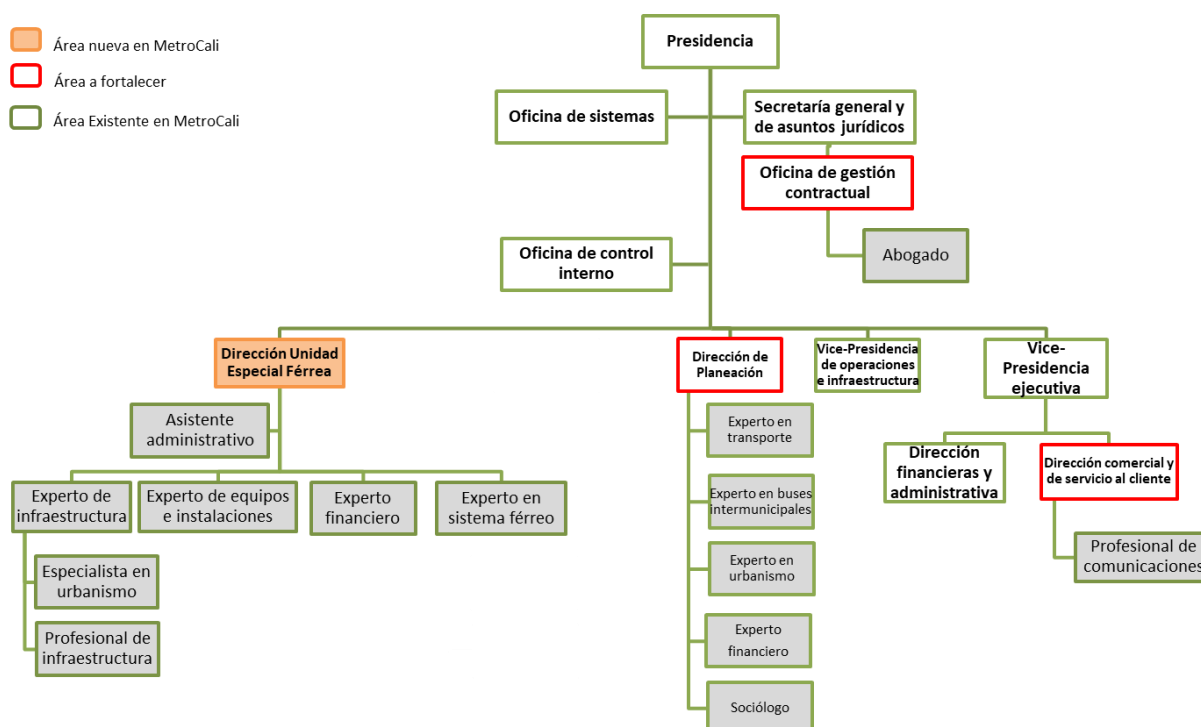 Área nueva en MetroCali
Área a fortalecer
Área Existente en MetroCali
Presidencia
Oficina de sistemas
Secretaría general y
de asuntos jurídicos
Oficina de gestión
contractual
Abogado
Oficina de control
interno
Dirección Unidad
Especial Férrea
Dirección de
Planeación
Vice-Presidencia
de operaciones
e infraestructura
Vice-
Presidencia
ejecutiva
Asistente
administrativo
Experto de
infraestructura
Experto de equipos
e instalaciones
Experto
financiero
Experto en
sistema férreo
Especialista en
urbanismo
Profesional de
infraestructura
Experto en
transporte
Experto en buses
intermunicipales
Experto en
urbanismo
Experto
financiero
Sociólogo
Dirección
financieras y
administrativa
Dirección comercial y
de servicio al cliente
Profesional de
comunicaciones